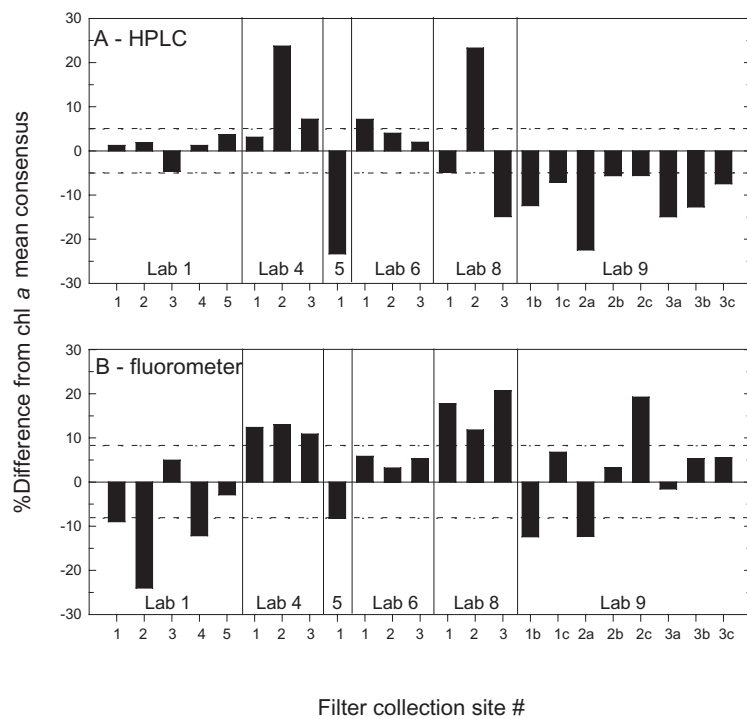 %Difference from chl a mean consensus
A - HPLC
30
20
10
0
-10
-20
-30
Lab 1 Lab 4 5 Lab 6 Lab 8 Lab 9
1 2 3 4 5 1 2 3 1 1 2 3 1 2 3 1b 1c 2a 2b 2c 3a 3b 3c
B - fluorometer
30
20
10
0
-10
-20
-30
Lab 1 Lab 4 5 Lab 6 Lab 8 Lab 9
1 2 3 4 5 1 2 3 1 1 2 3 1 2 3 1b 1c 2a 2b 2c 3a 3b 3c
Filter collection site #